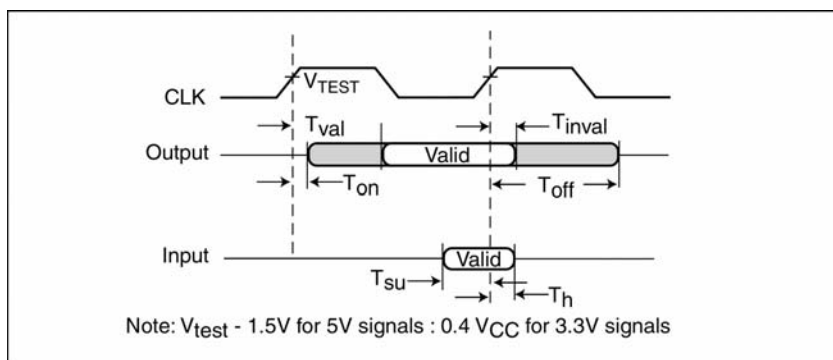 VTEST
CLK
Tval
Tinval
Output
Valid
Ton
Toff
Input
Valid
Tsu
Th
Note: Vtest - 1.5V for 5V signals : 0.4 VCC for 3.3V signals